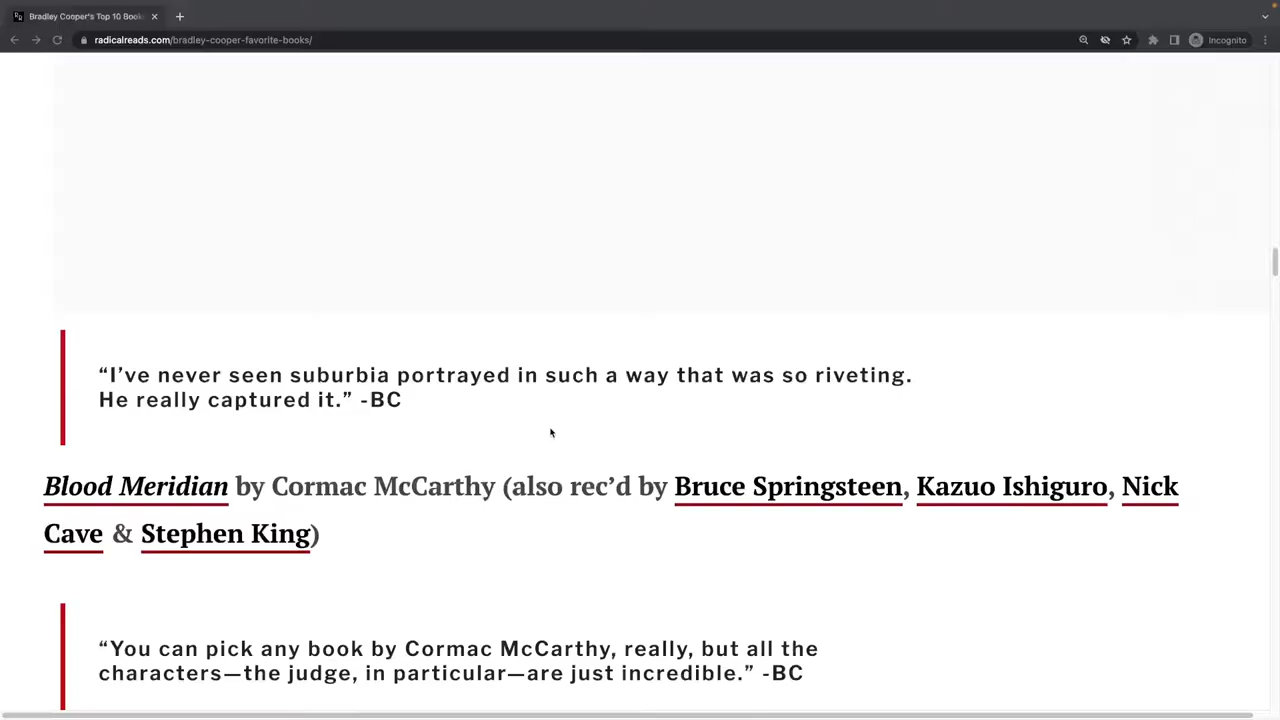 Bradley Cooper's Top 10 Book
radicalreads.com/bradley-cooper-favorite-books/
Incognito
“I’ve never seen suburbia portrayed in such a way that was so riveting.
He really captured it.” -BC
Blood Meridian by Cormac McCarthy (also rec’d by Bruce Springsteen, Kazuo Ishiguro, Nick
Cave & Stephen King)
“You can pick any book by Cormac McCarthy, really, but all the
characters—the judge, in particular—are just incredible.” -BC